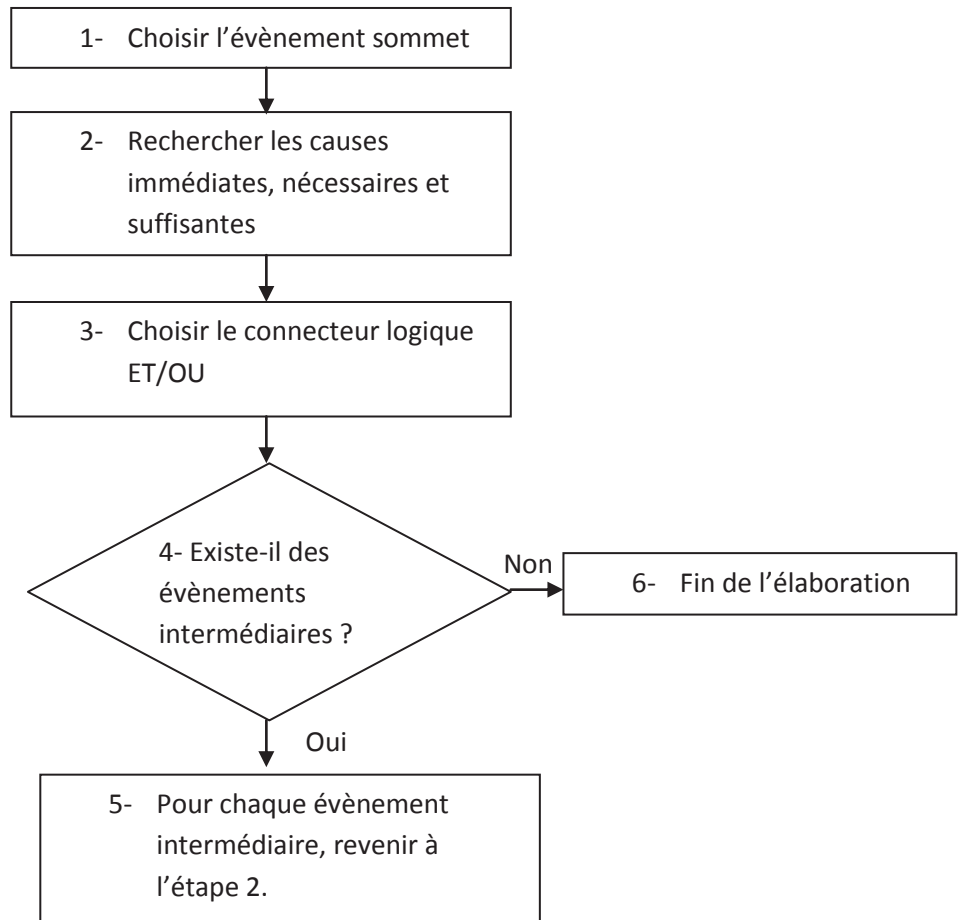 1- Choisir l’évènement sommet
2- Rechercher les causes
immédiates, nécessaires et
suffisantes
3- Choisir le connecteur logique
ET/OU
4- Existe-il des
évènements
intermédiaires ?
Non
6- Fin de l’élaboration
Oui
5- Pour chaque évènement
intermédiaire, revenir à
l’étape 2.